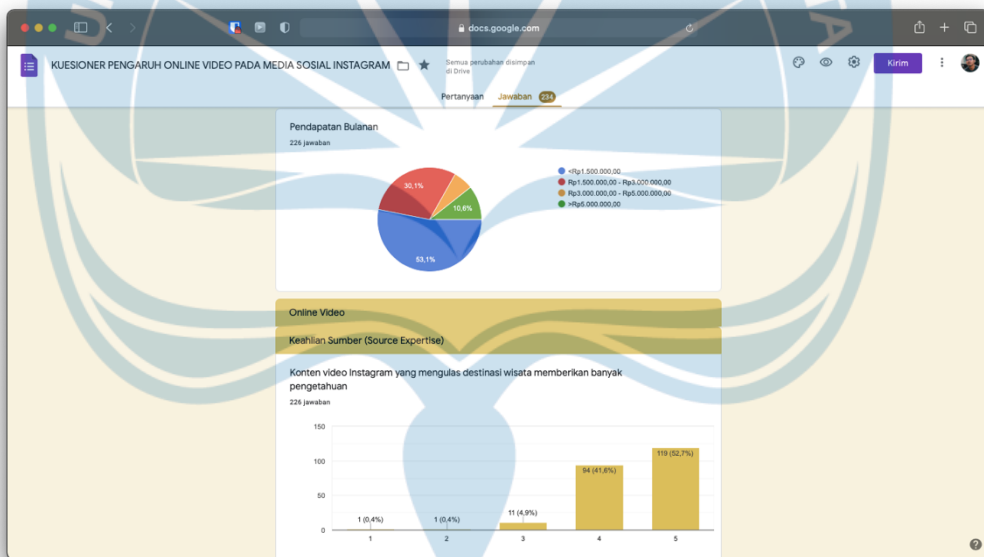 docs.google.com
KUESIONER PENGARUH ONLINE VIDEO PADA MEDIA SOSIAL INSTAGRAM
Semua perubahan disimpan
di Drive
Kirim
Pertanyaan
Jawaban 234
Pendapatan Bulanan
226 jawaban
30,1%
10,6%
53,1%
<Rp1.500.000,00
Rp1.500.000,00 - Rp3.000.000,00
Rp3.000.000,00 - Rp5.000.000,00
>Rp5.000.000,00
Online Video
Keahlian Sumber (Source Expertise)
Konten video Instagram yang mengulas destinasi wisata memberikan banyak
pengetahuan
226 jawaban
150
100
50
0
1 (0,4%)
1 (0,4%)
11 (4,9%)
94 (41,6%)
119 (52,7%)
1
2
3
4
5